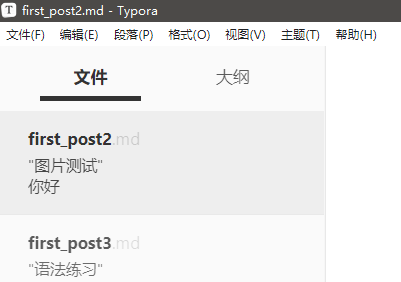 first_post2.md - Typora
文件(F) 编辑(E) 段落(P) 格式(O) 视图(V) 主题(T) 帮助(H)
文件 大纲
first_post2.md
"图片测试"
你好
first_post3.md
"语法练习"